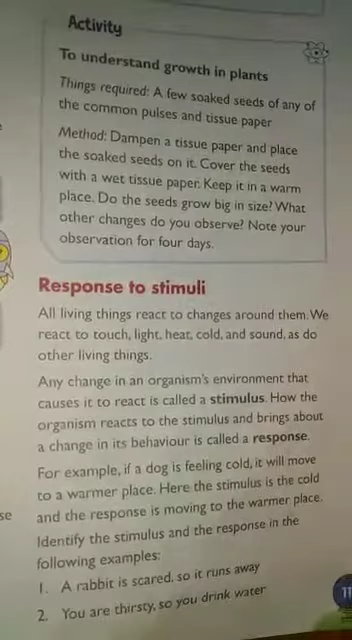 Activity
To understand growth in plants
Things required: A few soaked seeds of any of
the common pulses and tissue paper
Method: Dampen a tissue paper and place
the soaked seeds on it. Cover the seeds
with a wet tissue paper. Keep it in a warm
place. Do the seeds grow big in size? What
other changes do you observe? Note your
observation for four days.
Response to stimuli
All living things react to changes around them. We
react to touch, light, heat, cold, and sound, as do
other living things.
Any change in an organism's environment that
causes it to react is called a stimulus. How the
organism reacts to the stimulus and brings about
a change in its behaviour is called a response.
For example, if a dog is feeling cold, it will move
to a warmer place. Here the stimulus is the cold
and the response is moving to the warmer place.
Identify the stimulus and the response in the
following examples:
1. A rabbit is scared, so it runs away
2. You are thirsty, so you drink water
se
11